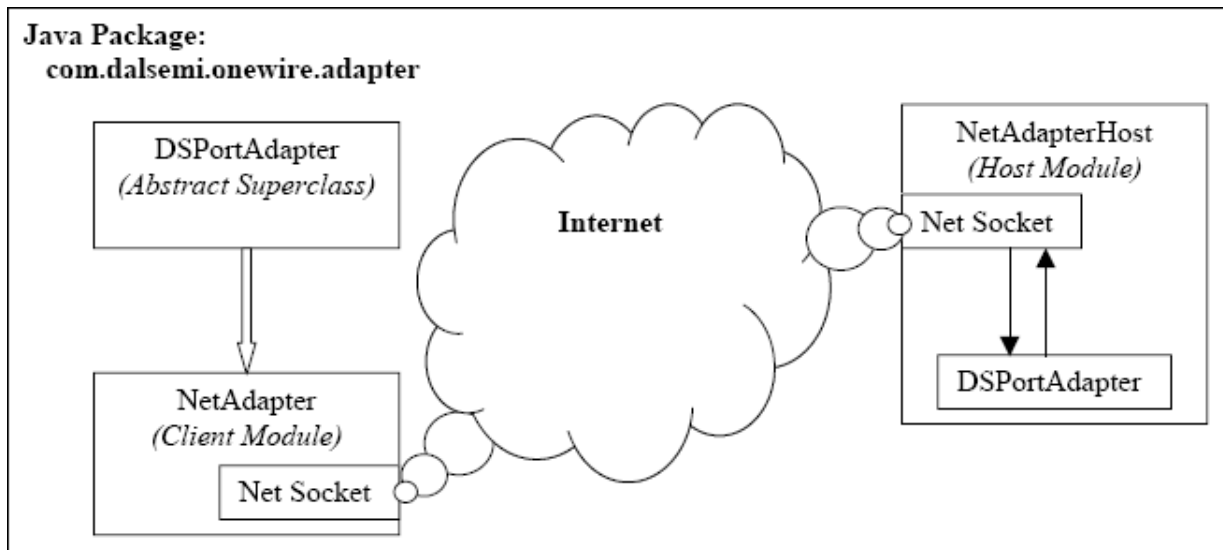 Java Package:
com.dalsemi.onewire.adapter
DSPortAdapter
(Abstract Superclass)
NetAdapter
(Client Module)
Net Socket
Internet
NetAdapterHost
(Host Module)
Net Socket
DSPortAdapter